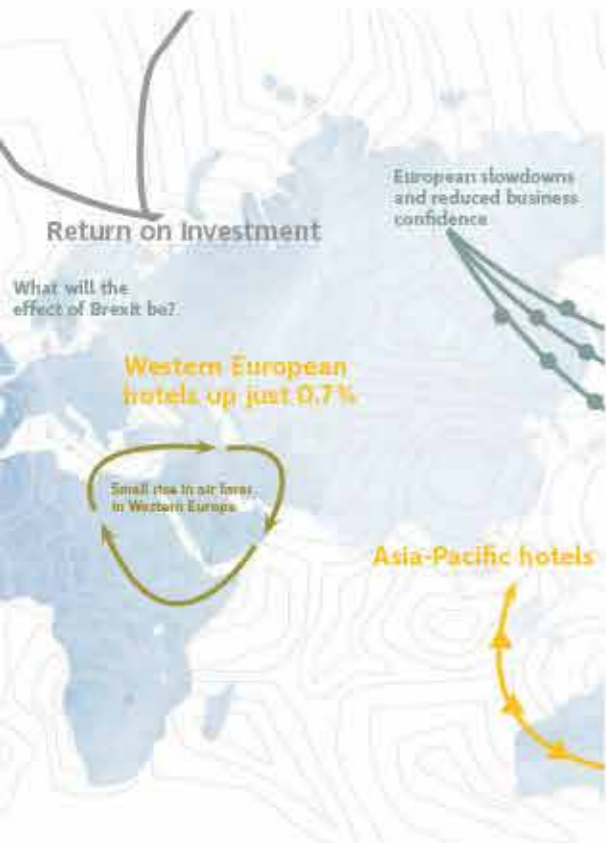 European slowdowns
and reduced business
confidence
Return on Investment
What will the
effect of Brexit be?
Western European
hotels up just 0.7%
Small rise in air fares
in Western Europe
Asia-Pacific hotels